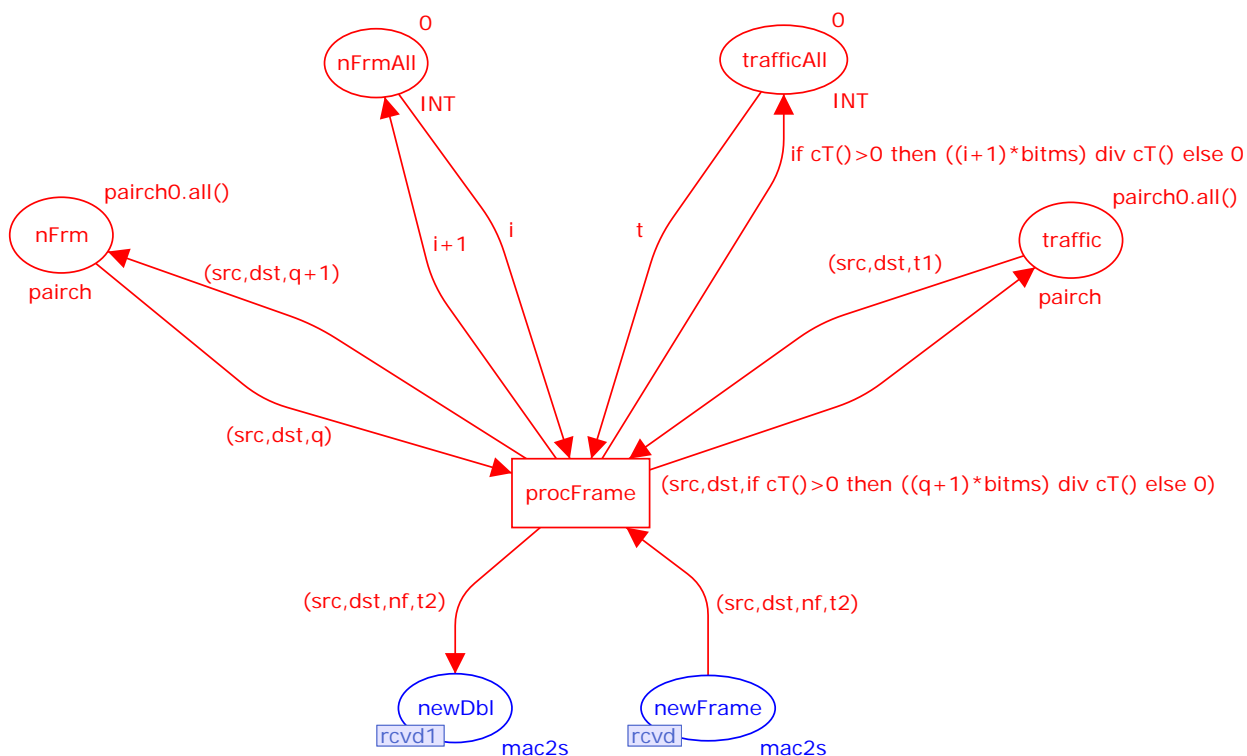 0
nFrmAll
INT
0
trafficAll
INT
if cT()>0 then ((i+1)*bitms) div cT() else 0
pairch0.all()
nFrm
pairch
pairch0.all()
traffic
pairch
i+1
i
t
(src,dst,q+1)
(src,dst,t1)
(src,dst,q)
procFrame
(src,dst,if cT()>0 then ((q+1)*bitms) div cT() else 0)
(src,dst,nf,t2)
(src,dst,nf,t2)
newDbl
rcvd1
mac2s
newFrame
rcvd
mac2s